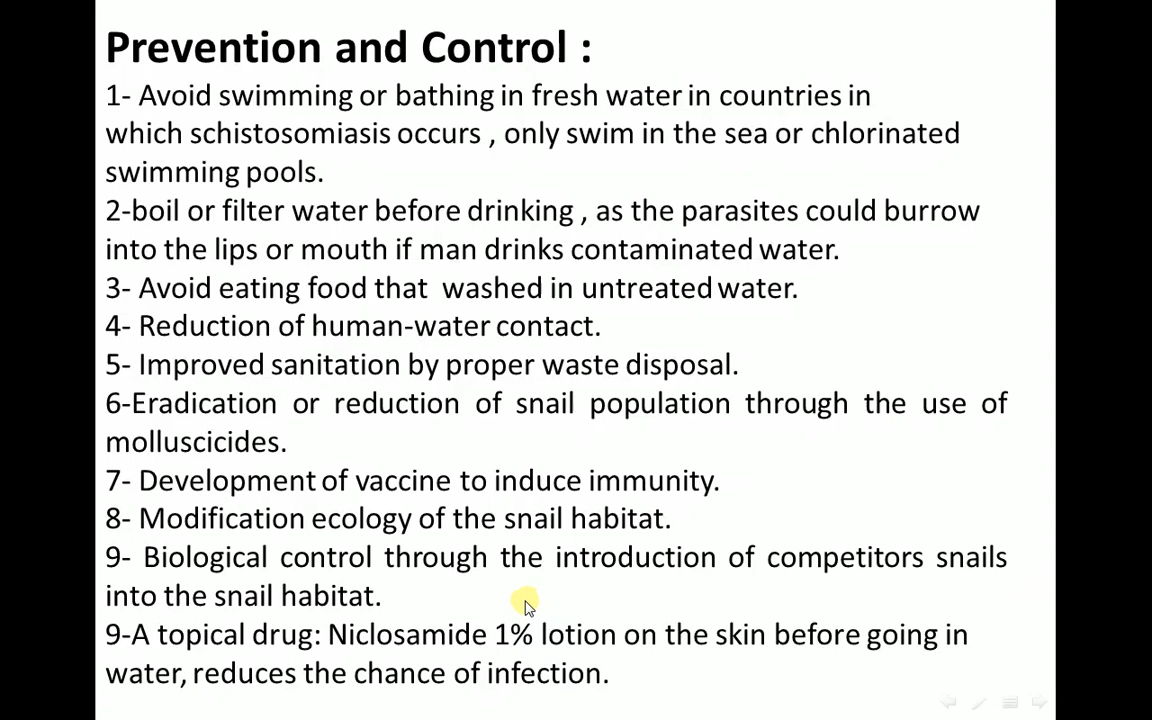 Prevention and Control :
1- Avoid swimming or bathing in fresh water in countries in
which schistosomiasis occurs , only swim in the sea or chlorinated
swimming pools.
2-boil or filter water before drinking , as the parasites could burrow
into the lips or mouth if man drinks contaminated water.
3- Avoid eating food that  washed in untreated water.
4- Reduction of human-water contact.
5- Improved sanitation by proper waste disposal.
6-Eradication or reduction of snail population through the use of
molluscicides.
7- Development of vaccine to induce immunity.
8- Modification ecology of the snail habitat.
9- Biological control through the introduction of competitors snails
into the snail habitat.
9-A topical drug: Niclosamide 1% lotion on the skin before going in
water, reduces the chance of infection.